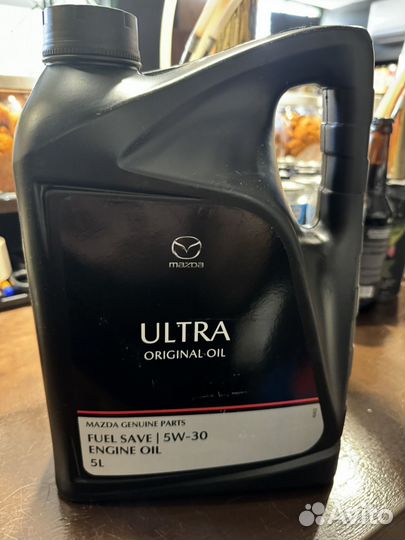 mazda
ULTRA
ORIGINAL OIL
MAZDA GENUINE PARTS
FUEL SAVE | 5W-30
ENGINE OIL
5L
Avito